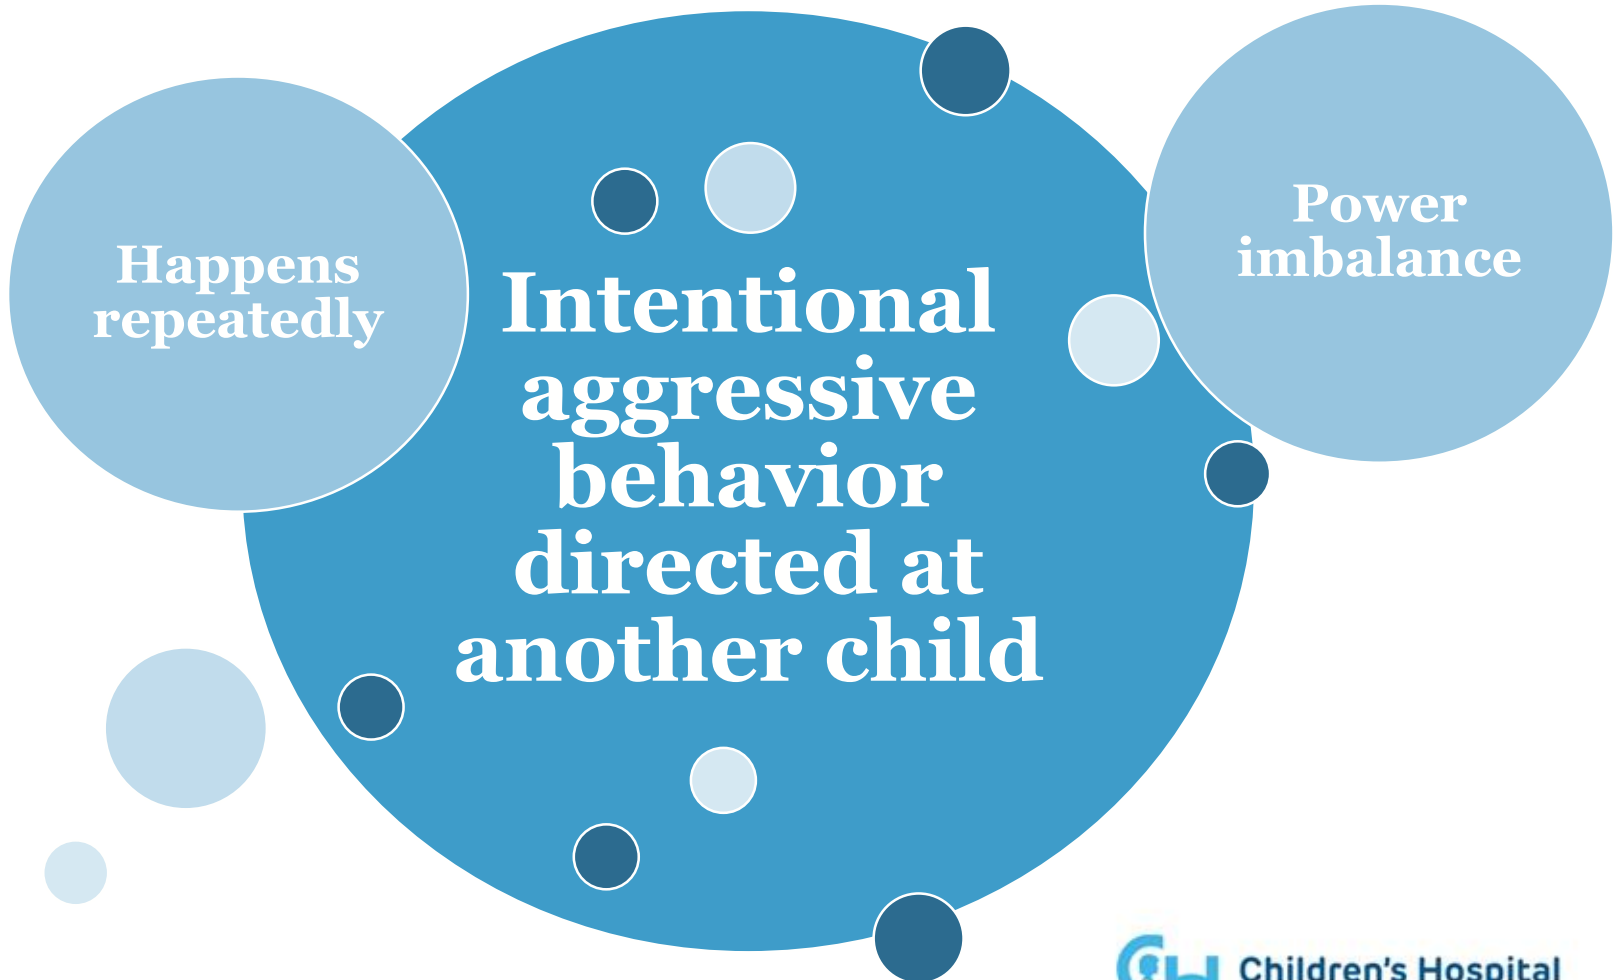 Happens
repeatedly
Intentional
aggressive
behavior
directed at
another child
Power
imbalance
Children's Hospital